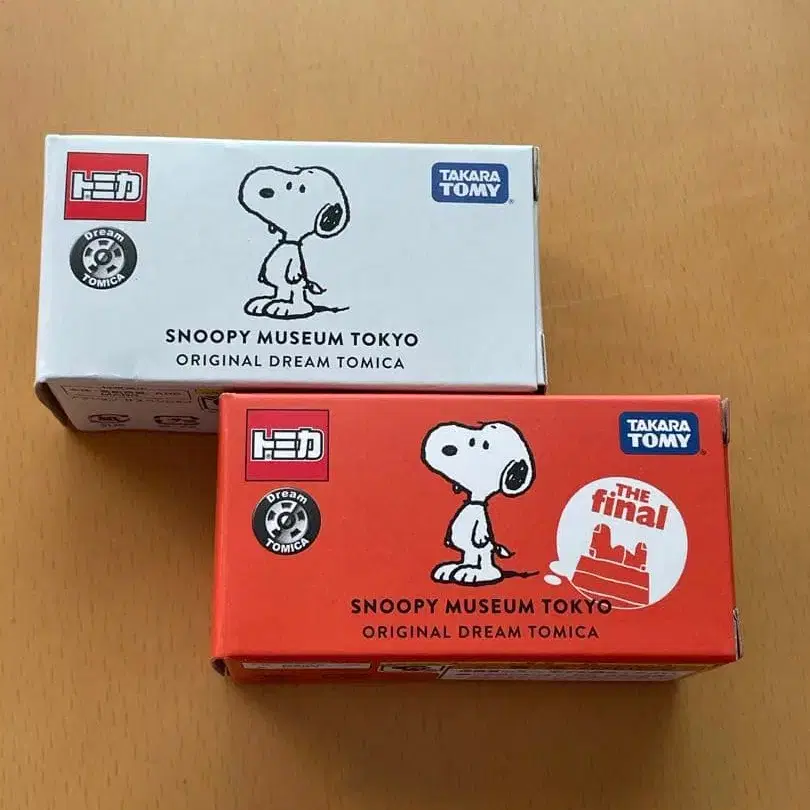 トミカ
TAKARA
TOMY
Dream
TOMICA
SNOOPY MUSEUM TOKYO
ORIGINAL DREAM TOMICA
トミカ
TAKARA
TOMY
Dream
TOMICA
THE
final
SNOOPY MUSEUM TOKYO
ORIGINAL DREAM TOMICA